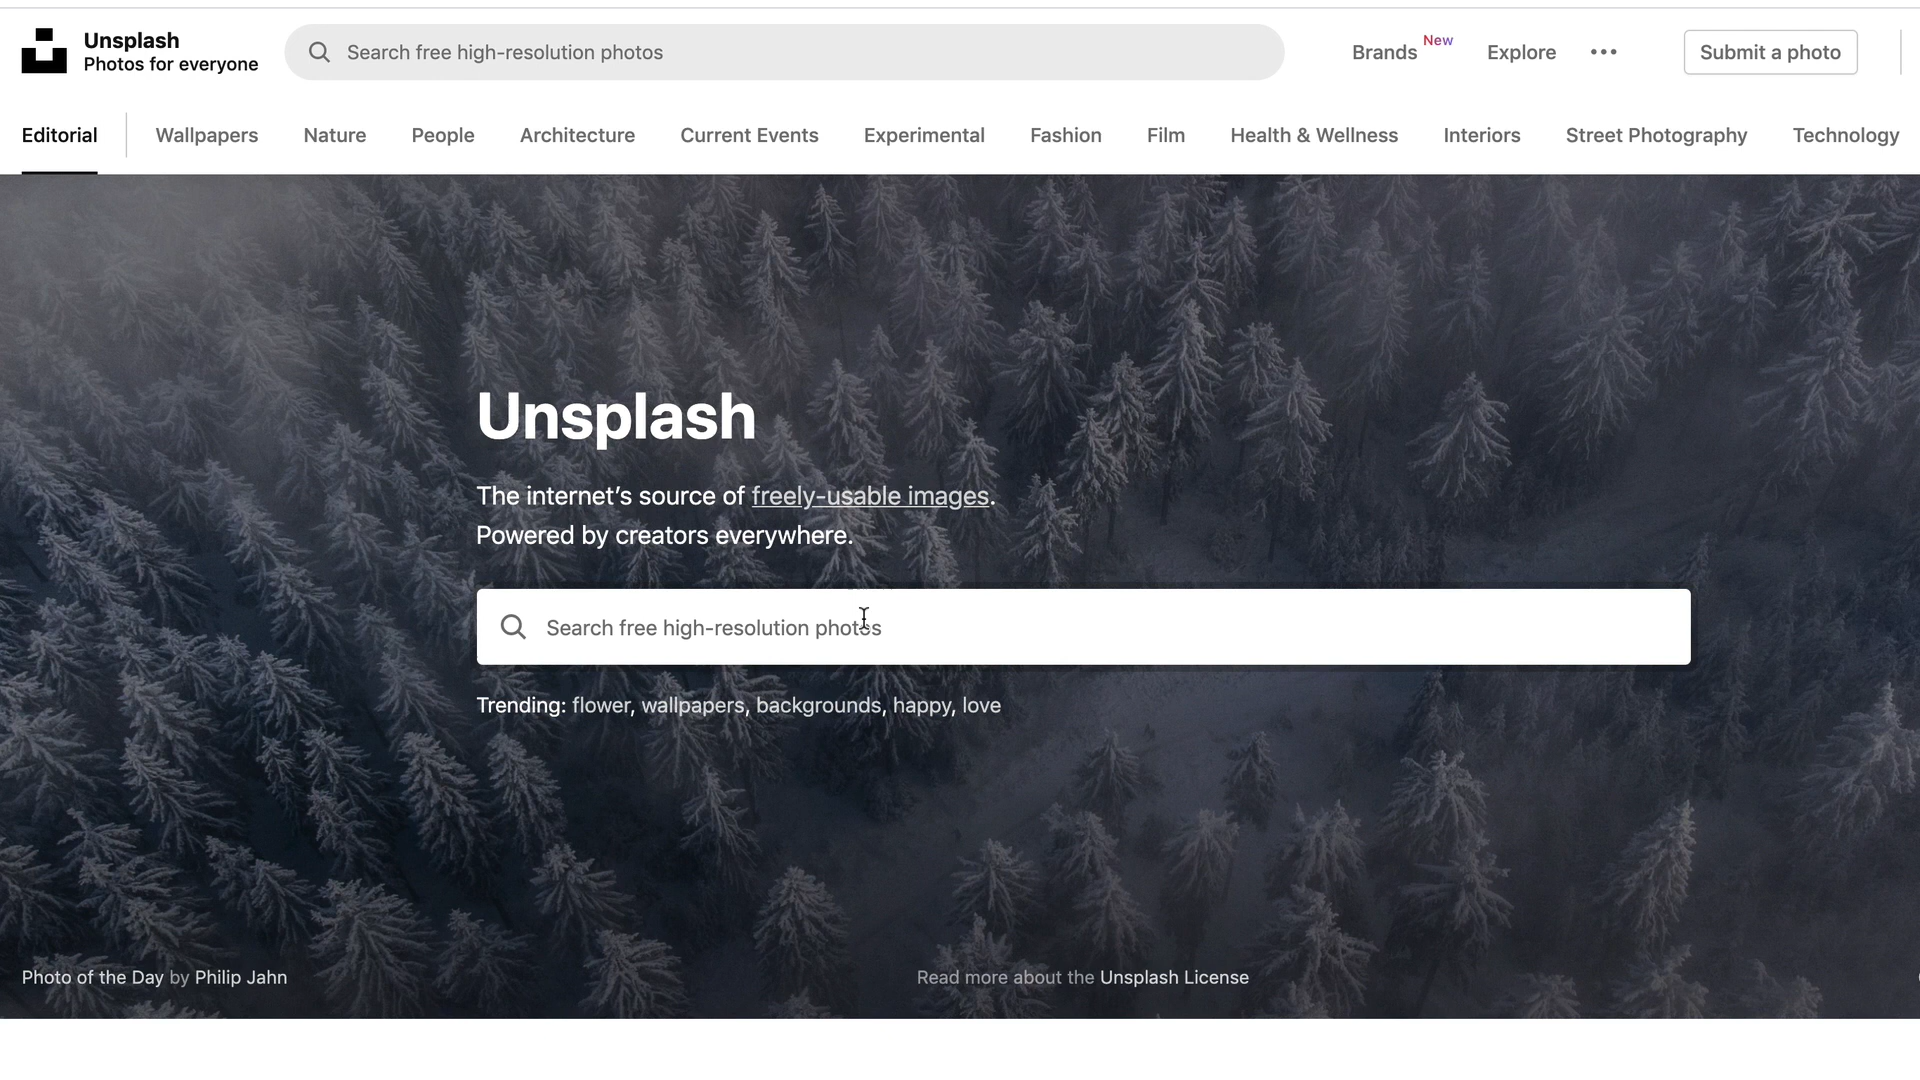 Unsplash
Photos for everyone
Search free high-resolution photos
Brands New
Explore
Submit a photo
Editorial
Wallpapers
Nature
People
Architecture
Current Events
Experimental
Fashion
Film
Health & Wellness
Interiors
Street Photography
Technology
Unsplash
The internet’s source of freely-usable images.
Powered by creators everywhere.
Search free high-resolution photos
Trending: flower, wallpapers, backgrounds, happy, love
Photo of the Day by Philip Jahn
Read more about the Unsplash License